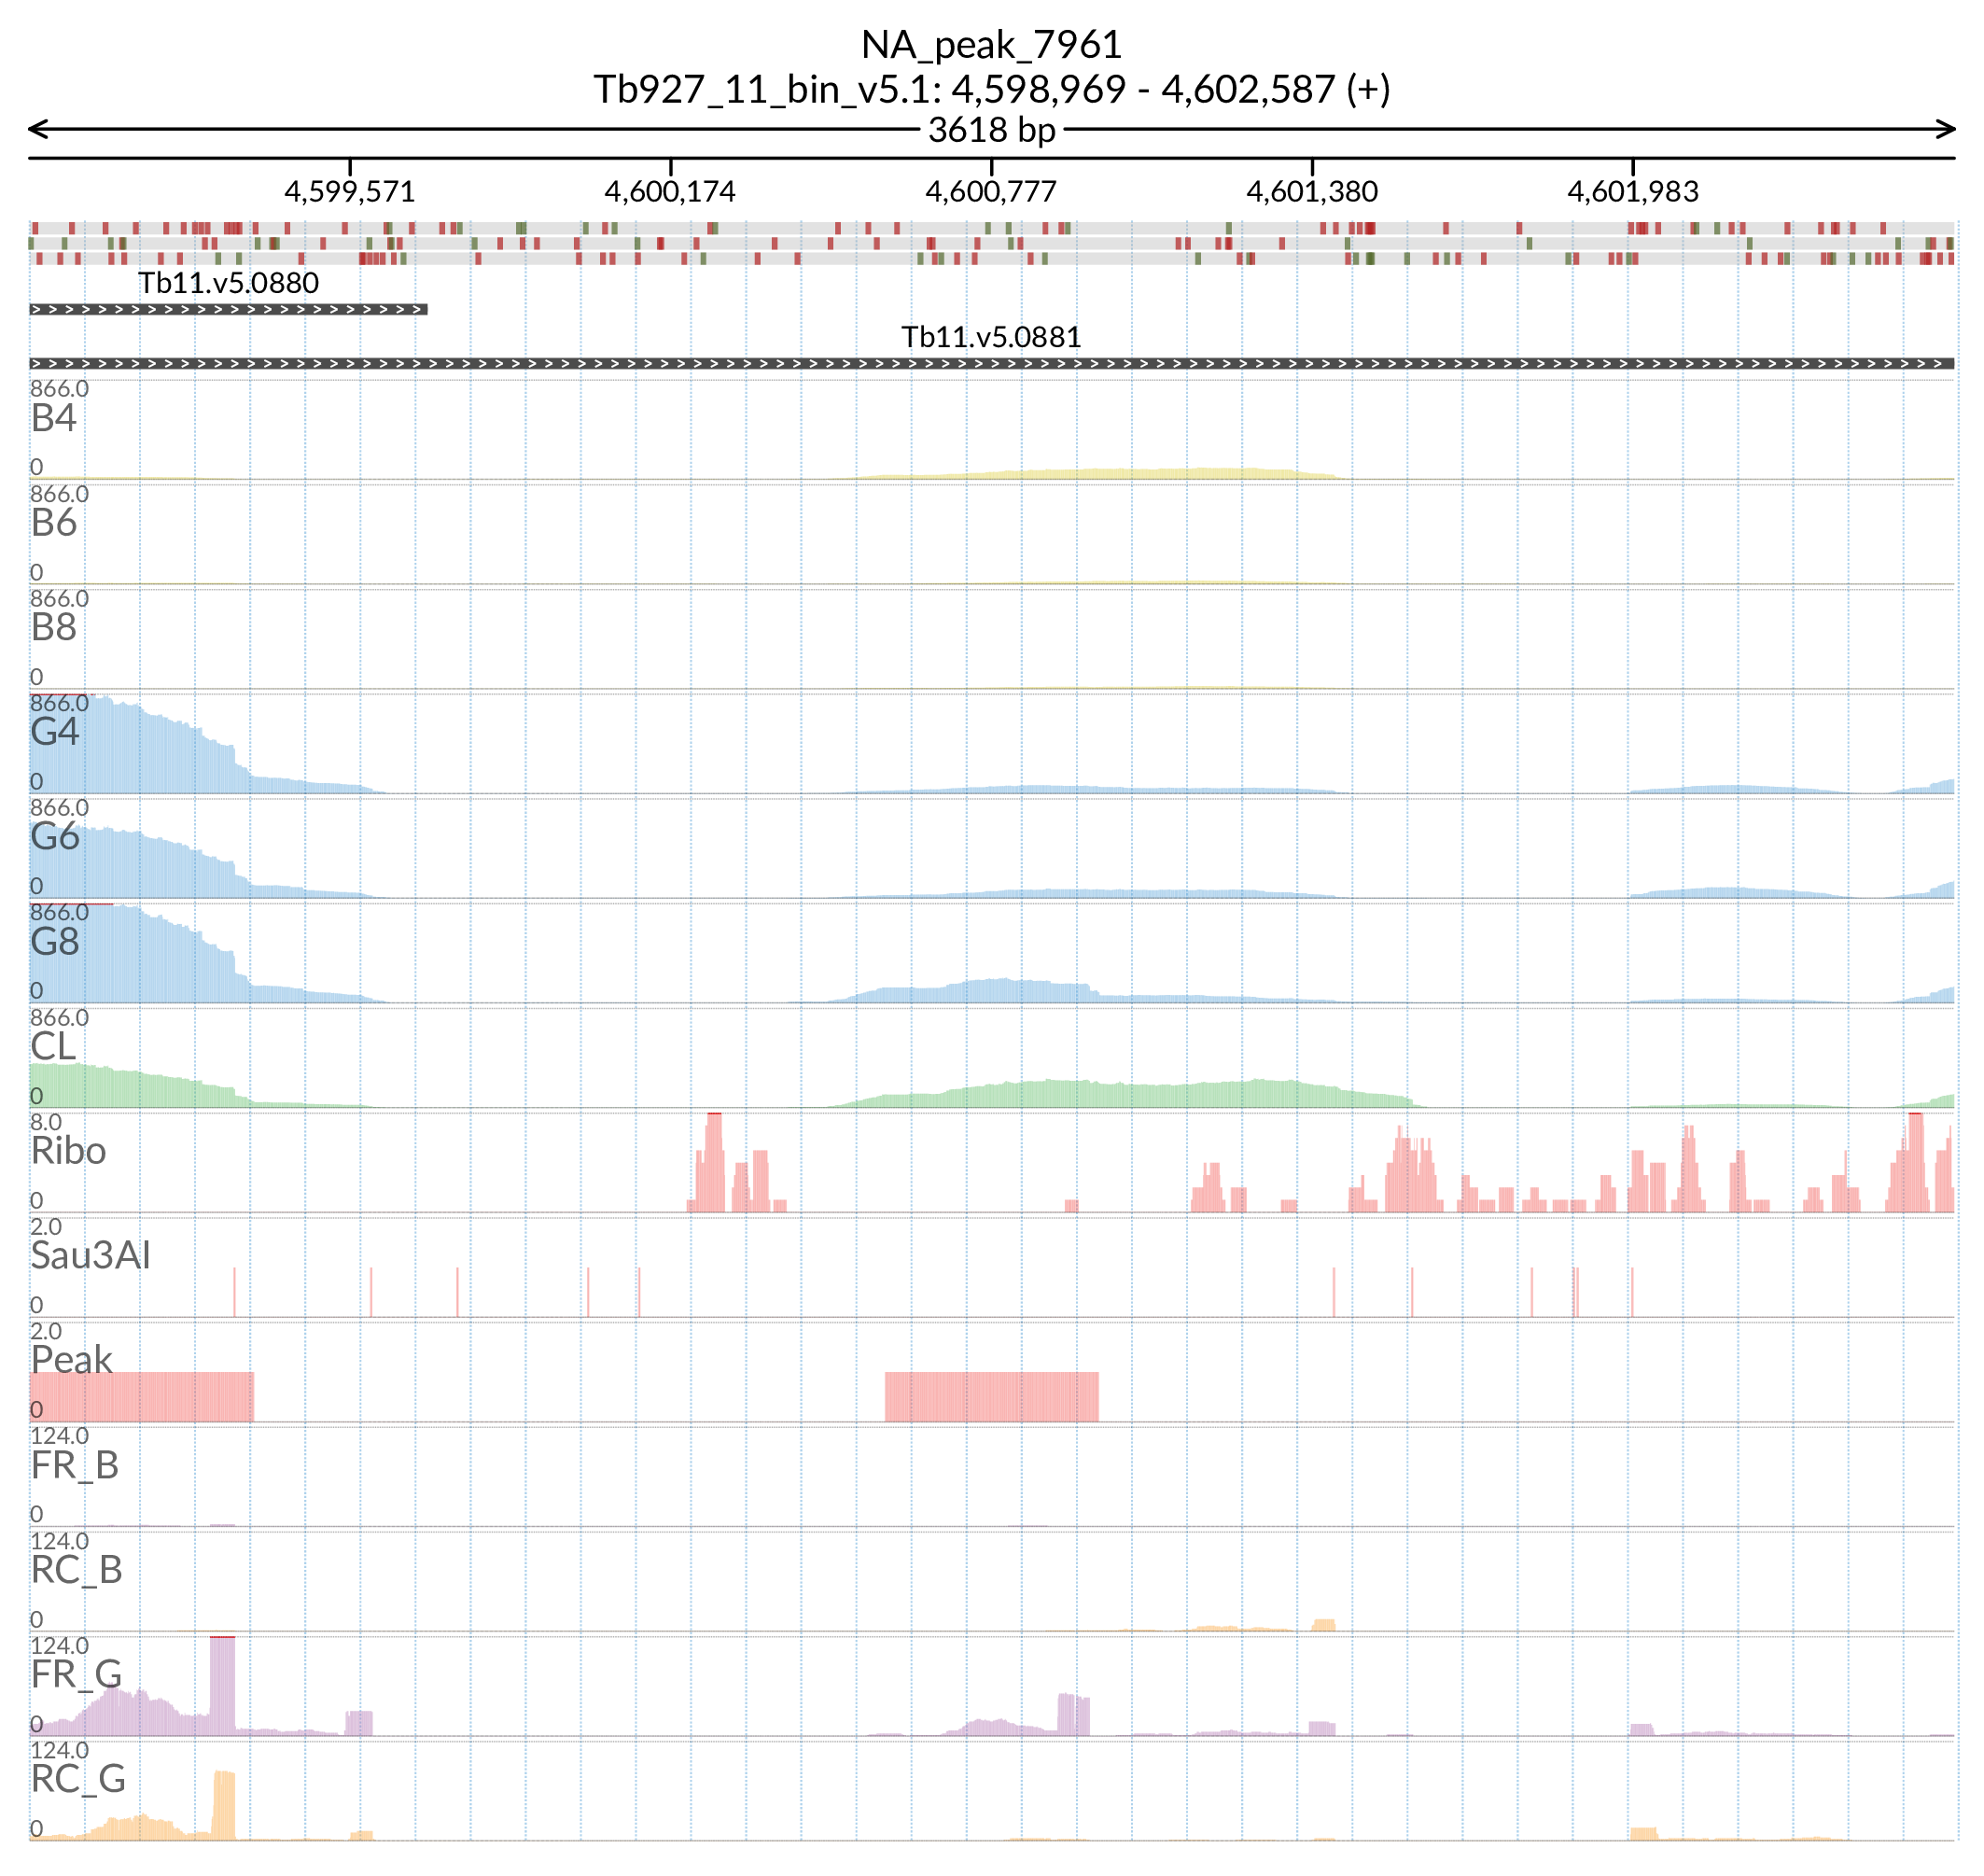 NA_peak_7961
Tb927_11_bin_v5.1: 4,598,969 - 4,602,587 (+)
3618 bp
4,599,571 4,600,174 4,600,777 4,601,380 4,601,983
Tb11.v5.0880
Tb11.v5.0881
866.0
B4
0
866.0
B6
0
866.0
B8
0
866.0
G4
0
866.0
G6
0
866.0
G8
0
866.0
CL
0
8.0
Ribo
0
2.0
Sau3AI
0
2.0
Peak
0
124.0
FR_B
0
124.0
RC_B
0
124.0
FR_G
0
124.0
RC_G
0